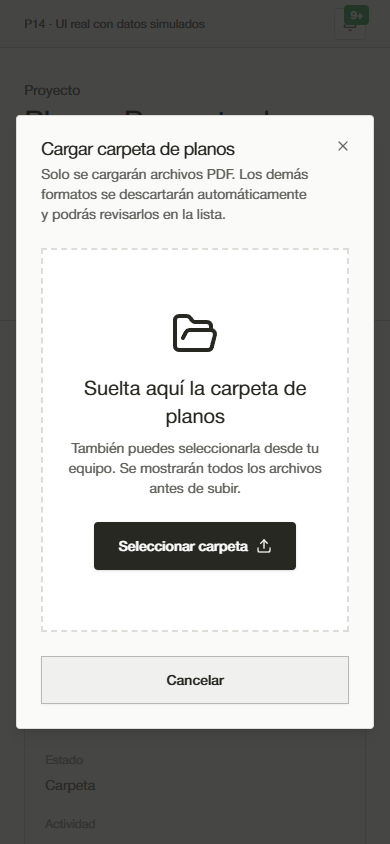 P14 · UI real con datos simulados
9+
Proyecto
Cargar carpeta de planos
Solo se cargarán archivos PDF. Los demás
formatos se descartarán automáticamente
y podrás revisarlos en la lista.
Suelta aquí la carpeta de
planos
También puedes seleccionarla desde tu
equipo. Se mostrarán todos los archivos
antes de subir.
Seleccionar carpeta
Cancelar
Estado
Carpeta
Actividad